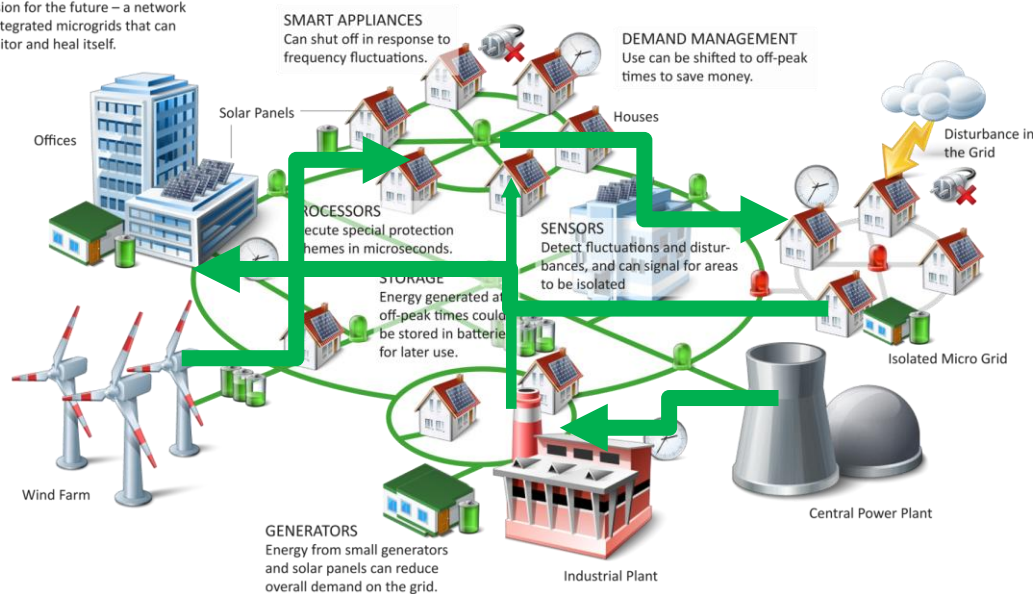 sion for the future – a network
tegrated microgrids that can
itor and heal itself.
SMART APPLIANCES
Can shut off in response to
frequency fluctuations.
DEMAND MANAGEMENT
Use can be shifted to off-peak
times to save money.
Solar Panels
Houses
Offices
Disturbance in
the Grid
ROCESSORS
ecute special protection
hemes in microseconds.
SENSORS
Detect fluctuations and distur-
bances, and can signal for areas
to be isolated
STORAGE
Energy generated at
off-peak times could
be stored in batterie
for later use.
Isolated Micro Grid
Wind Farm
Central Power Plant
GENERATORS
Energy from small generators
and solar panels can reduce
overall demand on the grid.
Industrial Plant